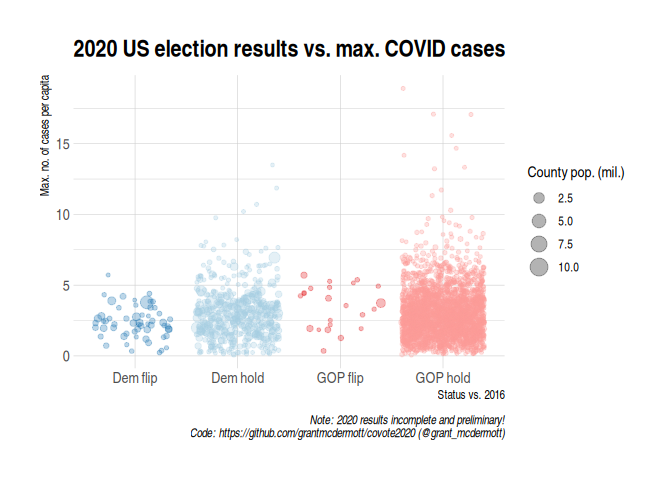 2020 US election results vs. max. COVID cases
Max. no. of cases per capita
15
10
5
0
Dem flip
Dem hold
GOP flip
GOP hold
Status vs. 2016
County pop. (mil.)
2.5
5.0
7.5
10.0
Note: 2020 results incomplete and preliminary!
Code: https://github.com/grantmcdermott/covote2020 (@grant_mcdermott)